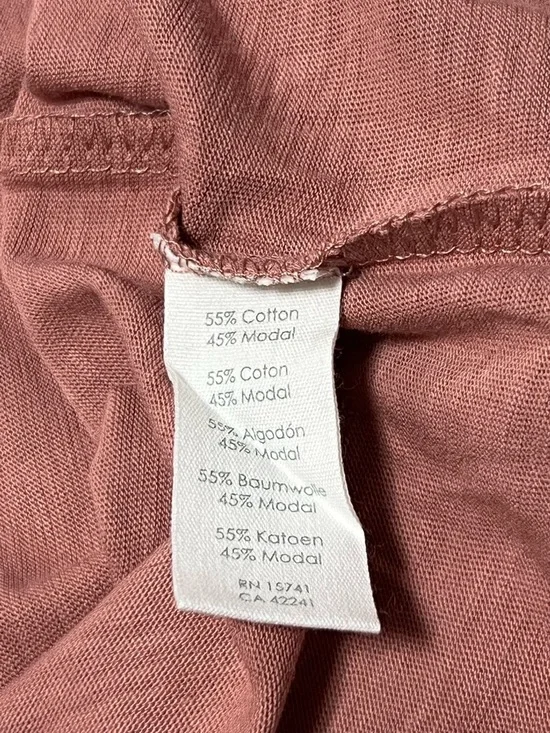 55% Cotton
45% Modal
55% Coton
45% Modal
55% Algodón
45% Modal
55% Baumwolle
45% Modal
55% Katoen
45% Modal
RN 15741
CA 42241